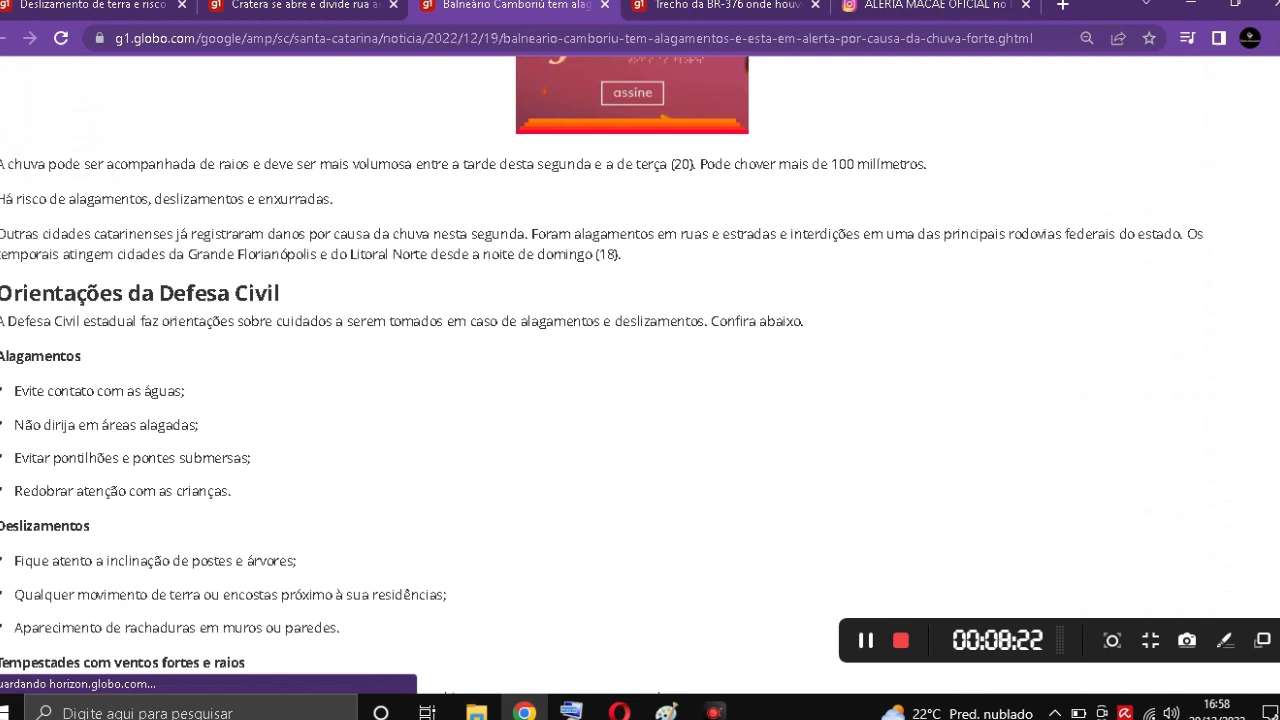 Deslizamento de terra e risco
Cratera se abre e divide rua a
Balneário Camboriú tem alag
Trecho da BR-376 onde houv
ALERTA MACAÉ OFICIAL no I
g1.globo.com/google/amp/sc/santa-catarina/noticia/2022/12/19/balneario-camboriu-tem-alagamentos-e-esta-em-alerta-por-causa-da-chuva-forte.ghtml
assine
A chuva pode ser acompanhada de raios e deve ser mais volumosa entre a tarde desta segunda e a de terça (20). Pode chover mais de 100 milímetros.
Há risco de alagamentos, deslizamentos e enxurradas.
Outras cidades catarinenses já registraram danos por causa da chuva nesta segunda. Foram alagamentos em ruas e estradas e interdições em uma das principais rodovias federais do estado. Os
temporais atingem cidades da Grande Florianópolis e do Litoral Norte desde a noite de domingo (18).
Orientações da Defesa Civil
A Defesa Civil estadual faz orientações sobre cuidados a serem tomados em caso de alagamentos e deslizamentos. Confira abaixo.
Alagamentos
Evite contato com as águas;
Não dirija em áreas alagadas;
Evitar pontilhões e pontes submersas;
Redobrar atenção com as crianças.
Deslizamentos
Fique atento a inclinação de postes e árvores;
Qualquer movimento de terra ou encostas próximo à sua residências;
Aparecimento de rachaduras em muros ou paredes.
00:08:22
Tempestades com ventos fortes e raios
uardando horizon.globo.com...
Digite aqui para pesquisar
22°C Pred. nublado
16:58